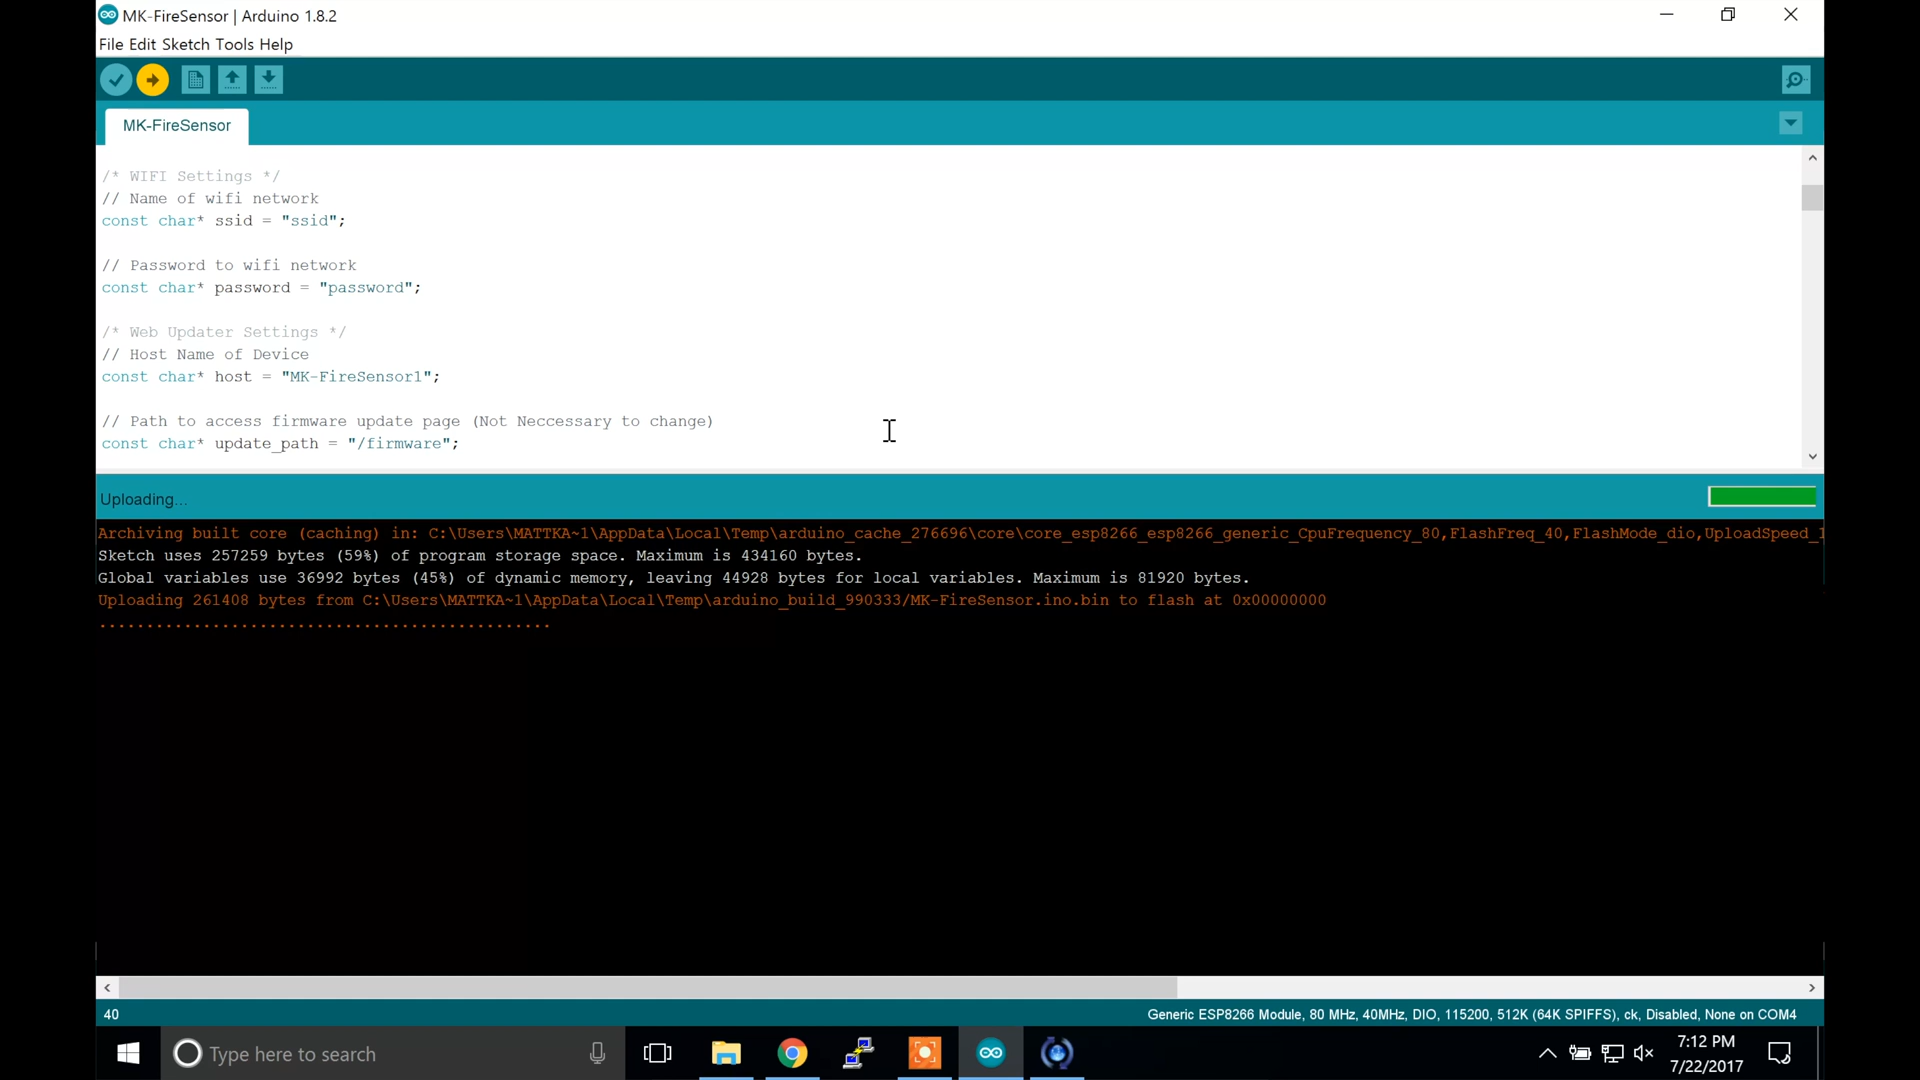 MK-FireSensor | Arduino 1.8.2
File Edit Sketch Tools Help
MK-FireSensor
/* WIFI Settings */
// Name of wifi network
const char* ssid = "ssid";
// Password to wifi network
const char* password = "password";
/* Web Updater Settings */
// Host Name of Device
const char* host = "MK-FireSensor1";
// Path to access firmware update page (Not Neccessary to change)
const char* update_path = "/firmware";
Uploading...
Archiving built core (caching) in: C:\Users\MATTKA~1\AppData\Local\Temp\arduino_cache_276696\core\core_esp8266_esp8266_generic_CpuFrequency_80,FlashFreq_40,FlashMode_dio,UploadSpeed_1
Sketch uses 257259 bytes (59%) of program storage space. Maximum is 434160 bytes.
Global variables use 36992 bytes (45%) of dynamic memory, leaving 44928 bytes for local variables. Maximum is 81920 bytes.
Uploading 261408 bytes from C:\Users\MATTKA~1\AppData\Local\Temp\arduino_build_990333/MK-FireSensor.ino.bin to flash at 0x00000000
................................................
40
Generic ESP8266 Module, 80 MHz, 40MHz, DIO, 115200, 512K (64K SPIFFS), ck, Disabled, None on COM4
Type here to search
7:12 PM
7/22/2017